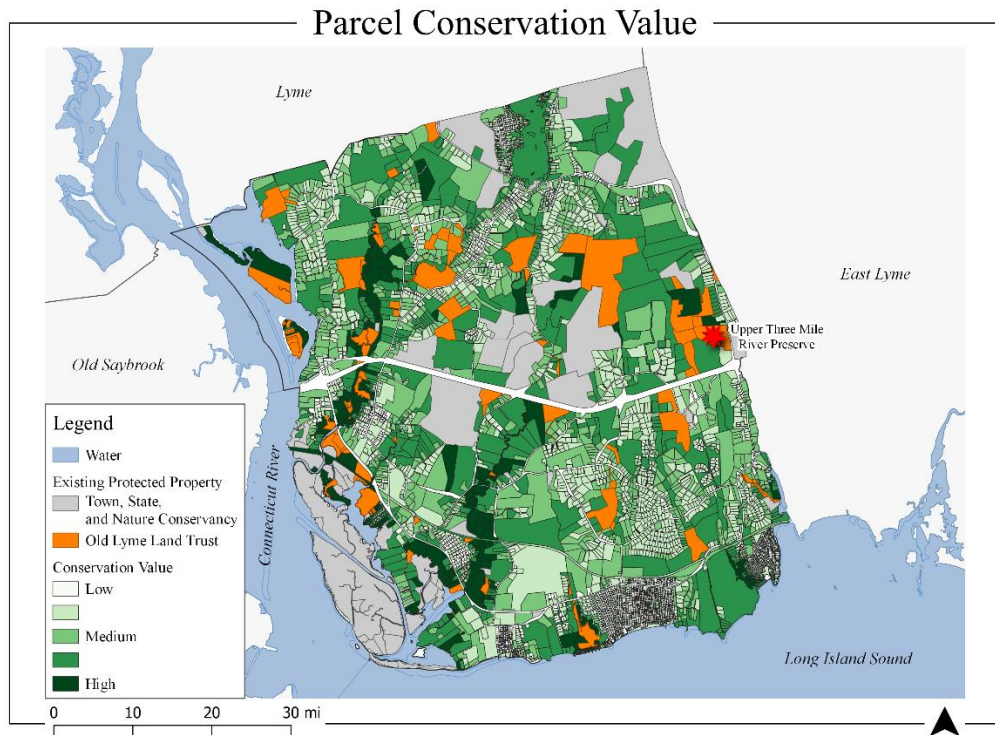 Parcel Conservation Value
Lyme
East Lyme
Upper Three Mile
River Preserve
Old Saybrook
Connecticut River
Long Island Sound
Legend
Water
Existing Protected Property
Town, State,
and Nature Conservancy
Old Lyme Land Trust
Conservation Value
Low
Medium
High
0 10 20 30 mi